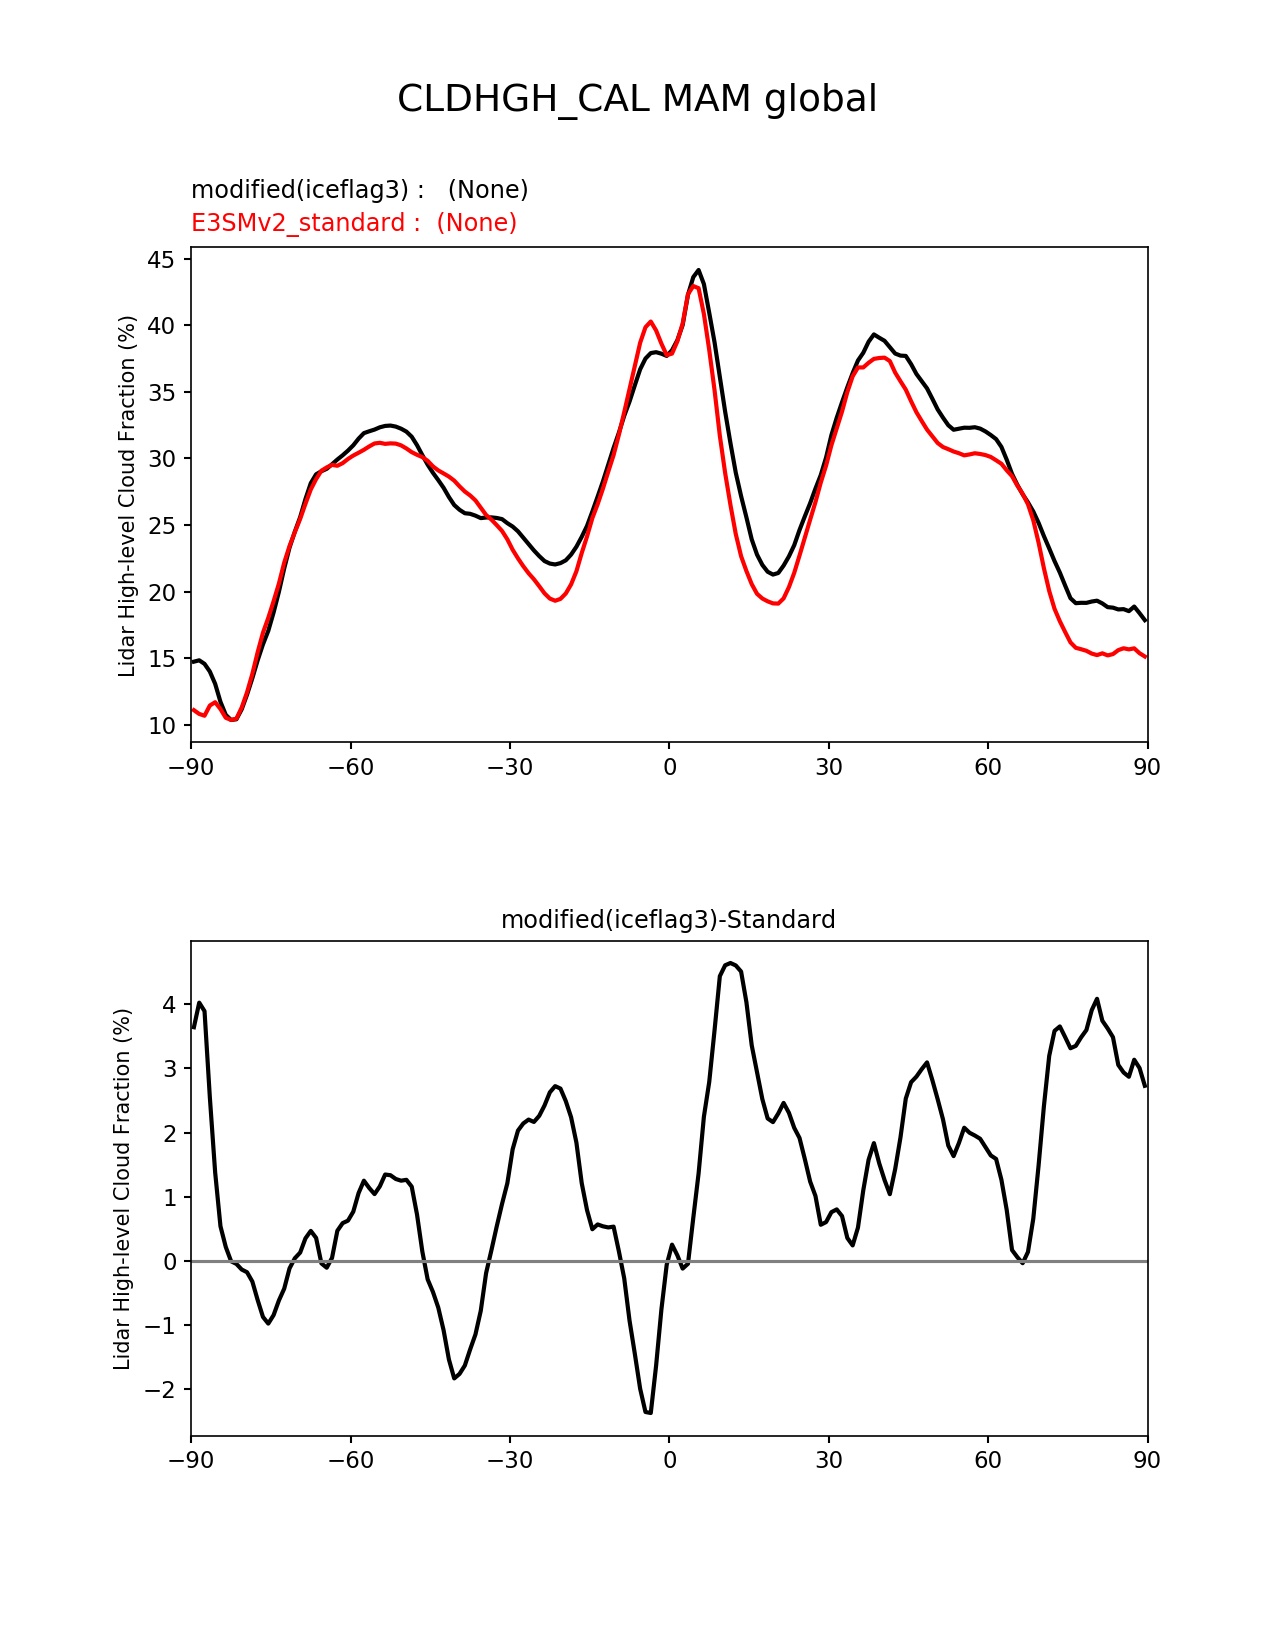 CLDHGH_CAL MAM global
modified(iceflag3) :   (None)
E3SMv2_standard :  (None)
Lidar High-level Cloud Fraction (%)
45
40
35
30
25
20
15
10
−90 −60 −30 0 30 60 90
modified(iceflag3)-Standard
Lidar High-level Cloud Fraction (%)
4
3
2
1
0
−1
−2
−90 −60 −30 0 30 60 90